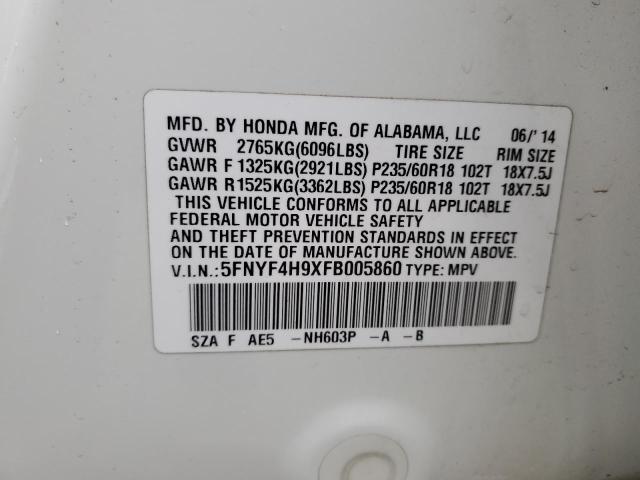 MFD. BY HONDA MFG. OF ALABAMA, LLC 06/'14
GVWR 2765KG(6096LBS) TIRE SIZE RIM SIZE
GAWR F 1325KG(2921LBS) P235/60R18 102T 18X7.5J
GAWR R 1525KG(3362LBS) P235/60R18 102T 18X7.5J
THIS VEHICLE CONFORMS TO ALL APPLICABLE
FEDERAL MOTOR VEHICLE SAFETY
AND THEFT PREVENTION STANDARDS IN EFFECT
ON THE DATE OF MANUFACTURE SHOWN ABOVE.
V.I.N.:5FNYF4H9XFB005860 TYPE: MPV
SZA F AE5 -NH603P -A -B